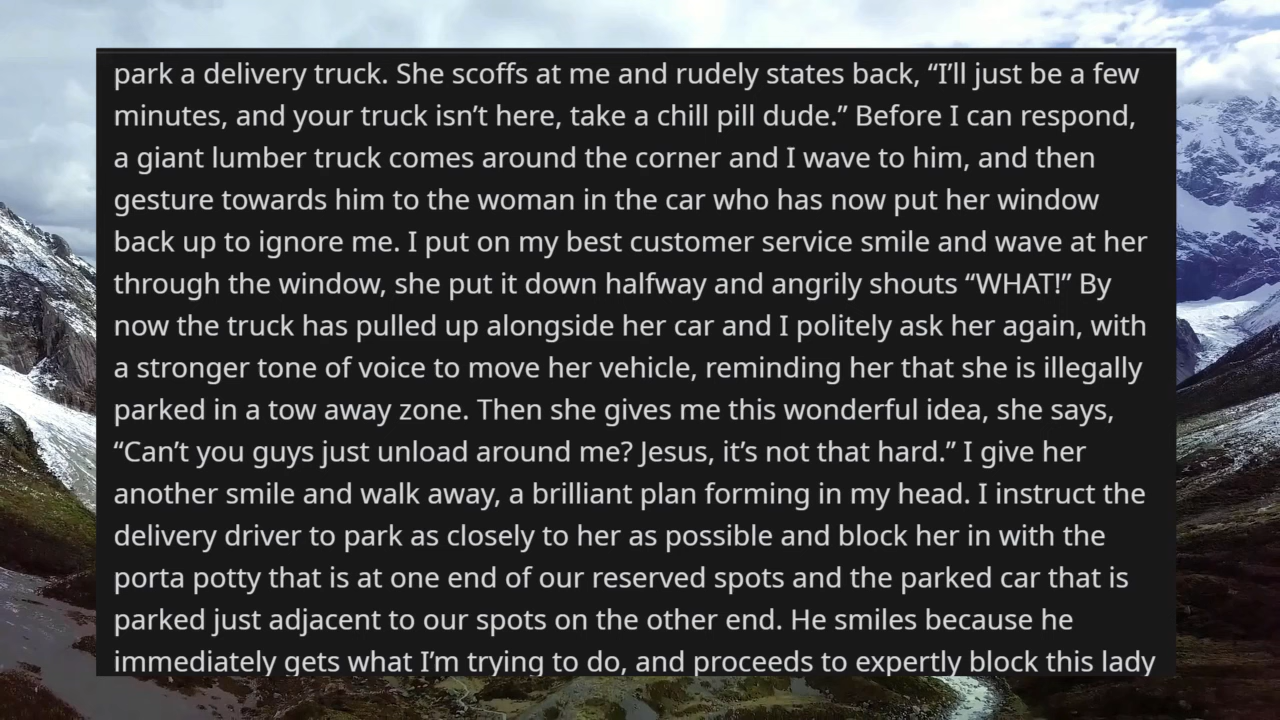 park a delivery truck. She scoffs at me and rudely states back, “I’ll just be a few
minutes, and your truck isn’t here, take a chill pill dude.” Before I can respond,
a giant lumber truck comes around the corner and I wave to him, and then
gesture towards him to the woman in the car who has now put her window
back up to ignore me. I put on my best customer service smile and wave at her
through the window, she put it down halfway and angrily shouts “WHAT!” By
now the truck has pulled up alongside her car and I politely ask her again, with
a stronger tone of voice to move her vehicle, reminding her that she is illegally
parked in a tow away zone. Then she gives me this wonderful idea, she says,
“Can’t you guys just unload around me? Jesus, it’s not that hard.” I give her
another smile and walk away, a brilliant plan forming in my head. I instruct the
delivery driver to park as closely to her as possible and block her in with the
porta potty that is at one end of our reserved spots and the parked car that is
parked just adjacent to our spots on the other end. He smiles because he
immediately gets what I’m trying to do, and proceeds to expertly block this lady